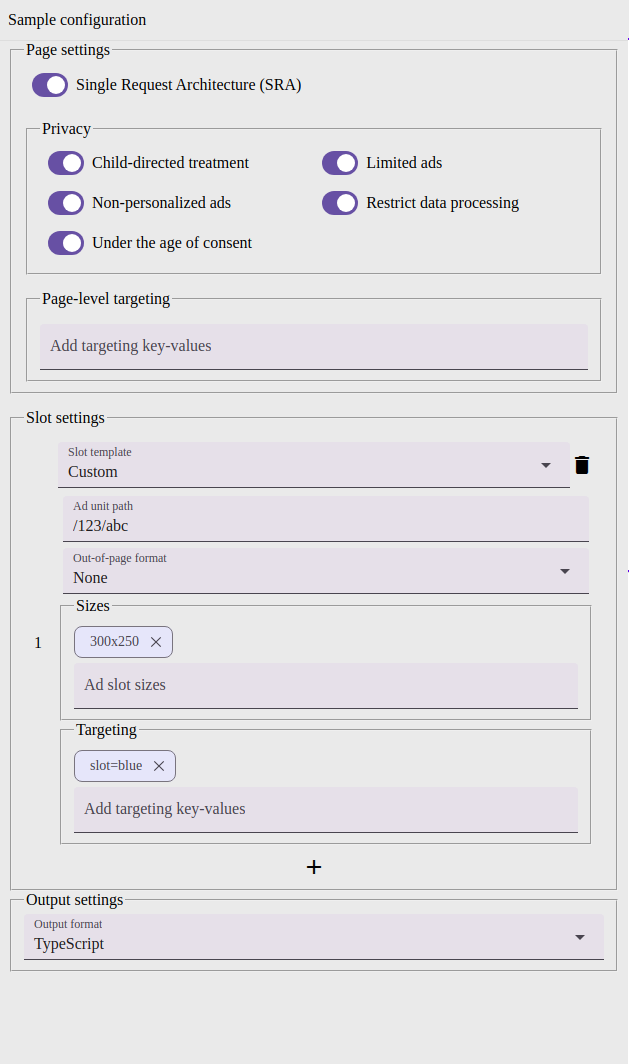 Sample configuration
Page settings
Single Request Architecture (SRA)
Privacy
Child-directed treatment
Limited ads
Non-personalized ads
Restrict data processing
Under the age of consent
Page-level targeting
Add targeting key-values
Slot settings
Slot template
Custom
Ad unit path
/123/abc
Out-of-page format
None
1
Sizes
300x250
Ad slot sizes
Targeting
slot=blue
Add targeting key-values
Output settings
Output format
TypeScript